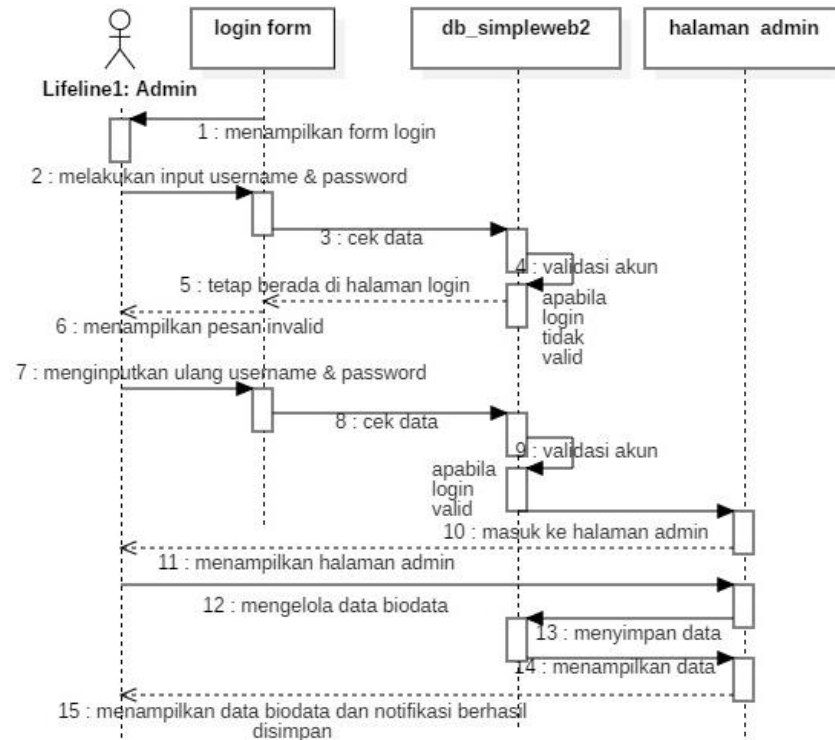 login form
db_simpleweb2
halaman admin
Lifeline1: Admin
1 : menampilkan form login
2 : melakukan input username & password
3 : cek data
4 : validasi akun
5 : tetap berada di halaman login
apabila
login
tidak
valid
6 : menampilkan pesan invalid
7 : menginputkan ulang username & password
8 : cek data
9 : validasi akun
apabila
login
valid
10 : masuk ke halaman admin
11 : menampilkan halaman admin
12 : mengelola data biodata
13 : menyimpan data
14 : menampilkan data
15 : menampilkan data biodata dan notifikasi berhasil
disimpan